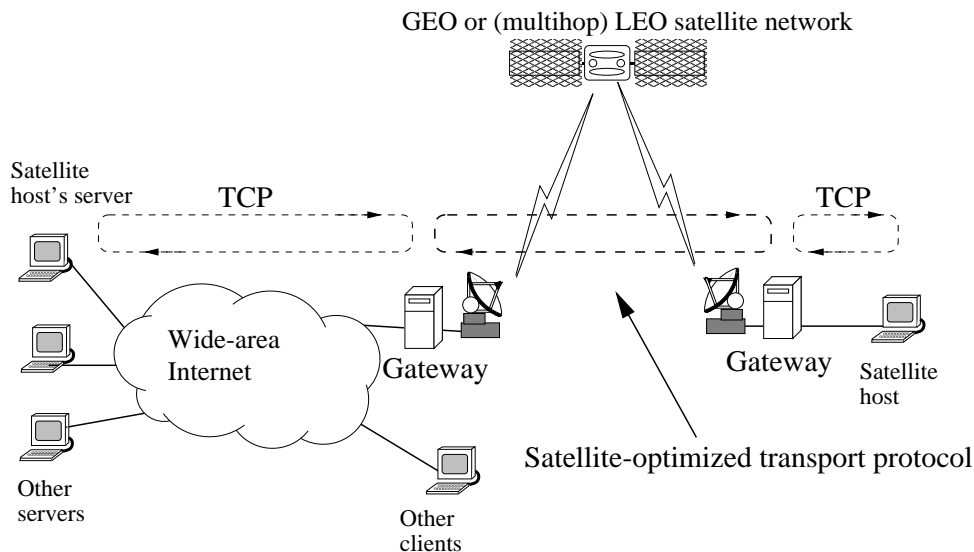 GEO or (multihop) LEO satellite network
Satellite
host's server
TCP
TCP
Wide-area
Internet
Gateway
Gateway
Satellite
host
Satellite-optimized transport protocol
Other
servers
Other
clients